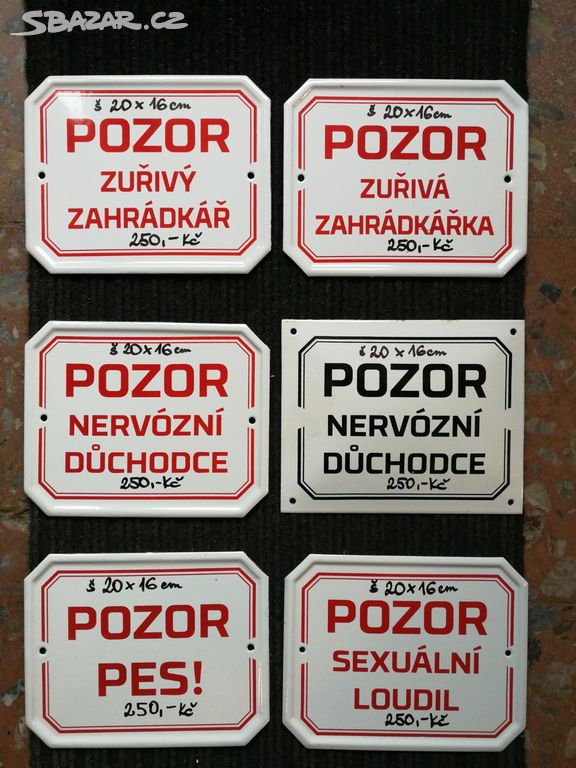 SBAZAR.CZ
š 20 x 16 cm
POZOR
ZUŘIVÝ
ZAHRÁDKÁŘ
250,-Kč
š 20 x 16 cm
POZOR
ZUŘIVÁ
ZAHRÁDKÁŘKA
250,-Kč
š 20 x 16 cm
POZOR
NERVÓZNÍ
DŮCHODCE
250,-Kč
š 20 x 16 cm
POZOR
NERVÓZNÍ
DŮCHODCE
250,-Kč
š 20 x 16 cm
POZOR
PES!
250,-Kč
š 20 x 16 cm
POZOR
SEXUÁLNÍ
LOUDIL
250,-Kč